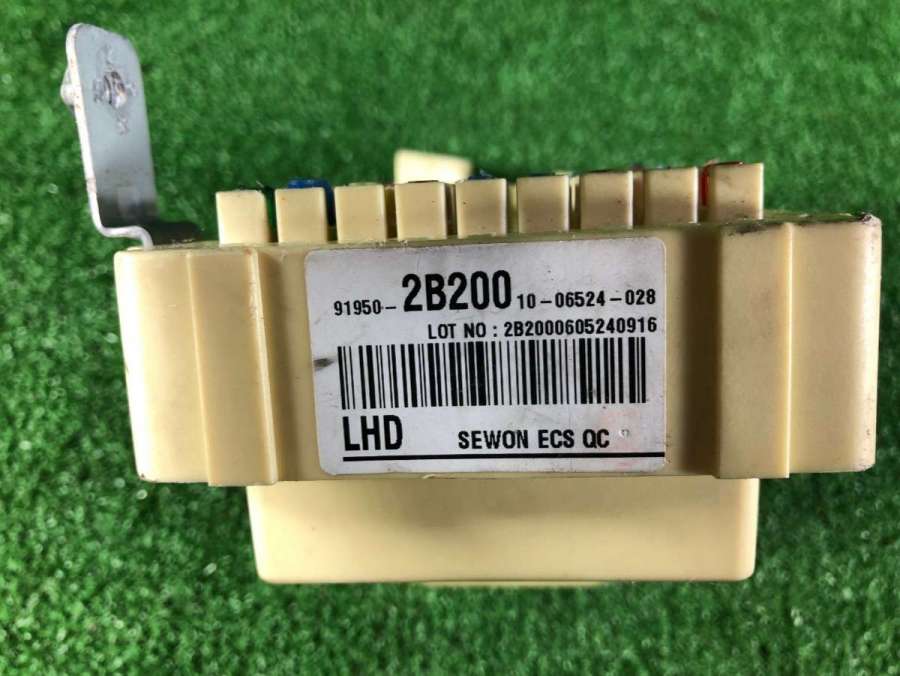 91950-2B200 10-06524-028
LOT NO : 2B2000605240916
LHD SEWON ECS QC